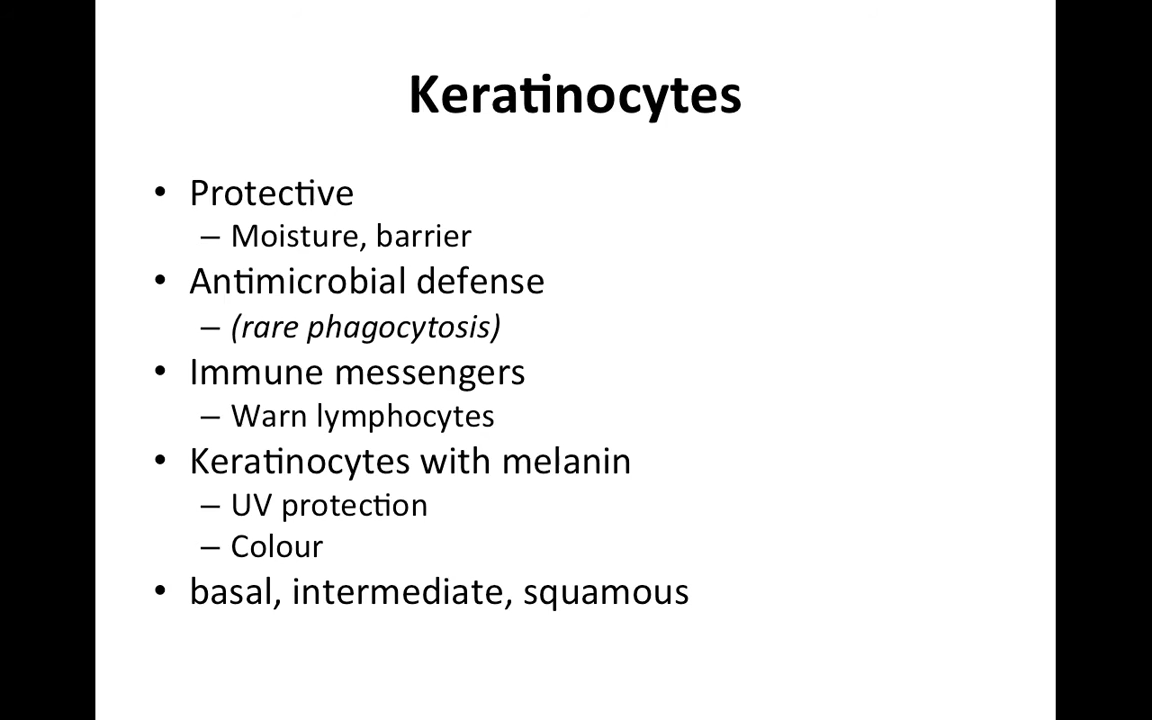 Keratinocytes
• Protective
– Moisture, barrier
• Antimicrobial defense
– (rare phagocytosis)
• Immune messengers
– Warn lymphocytes
• Keratinocytes with melanin
– UV protection
– Colour
• basal, intermediate, squamous